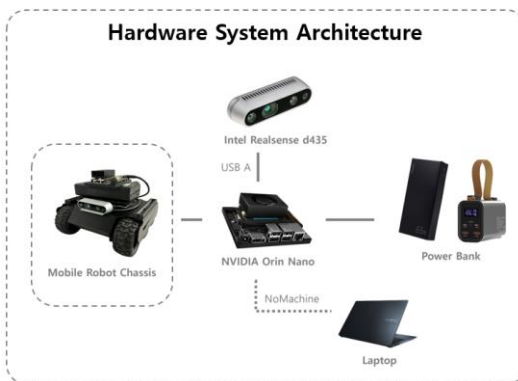 Hardware System Architecture
Intel Realsense d435
USB A
Mobile Robot Chassis
NVIDIA Orin Nano
Power Bank
NoMachine
Laptop